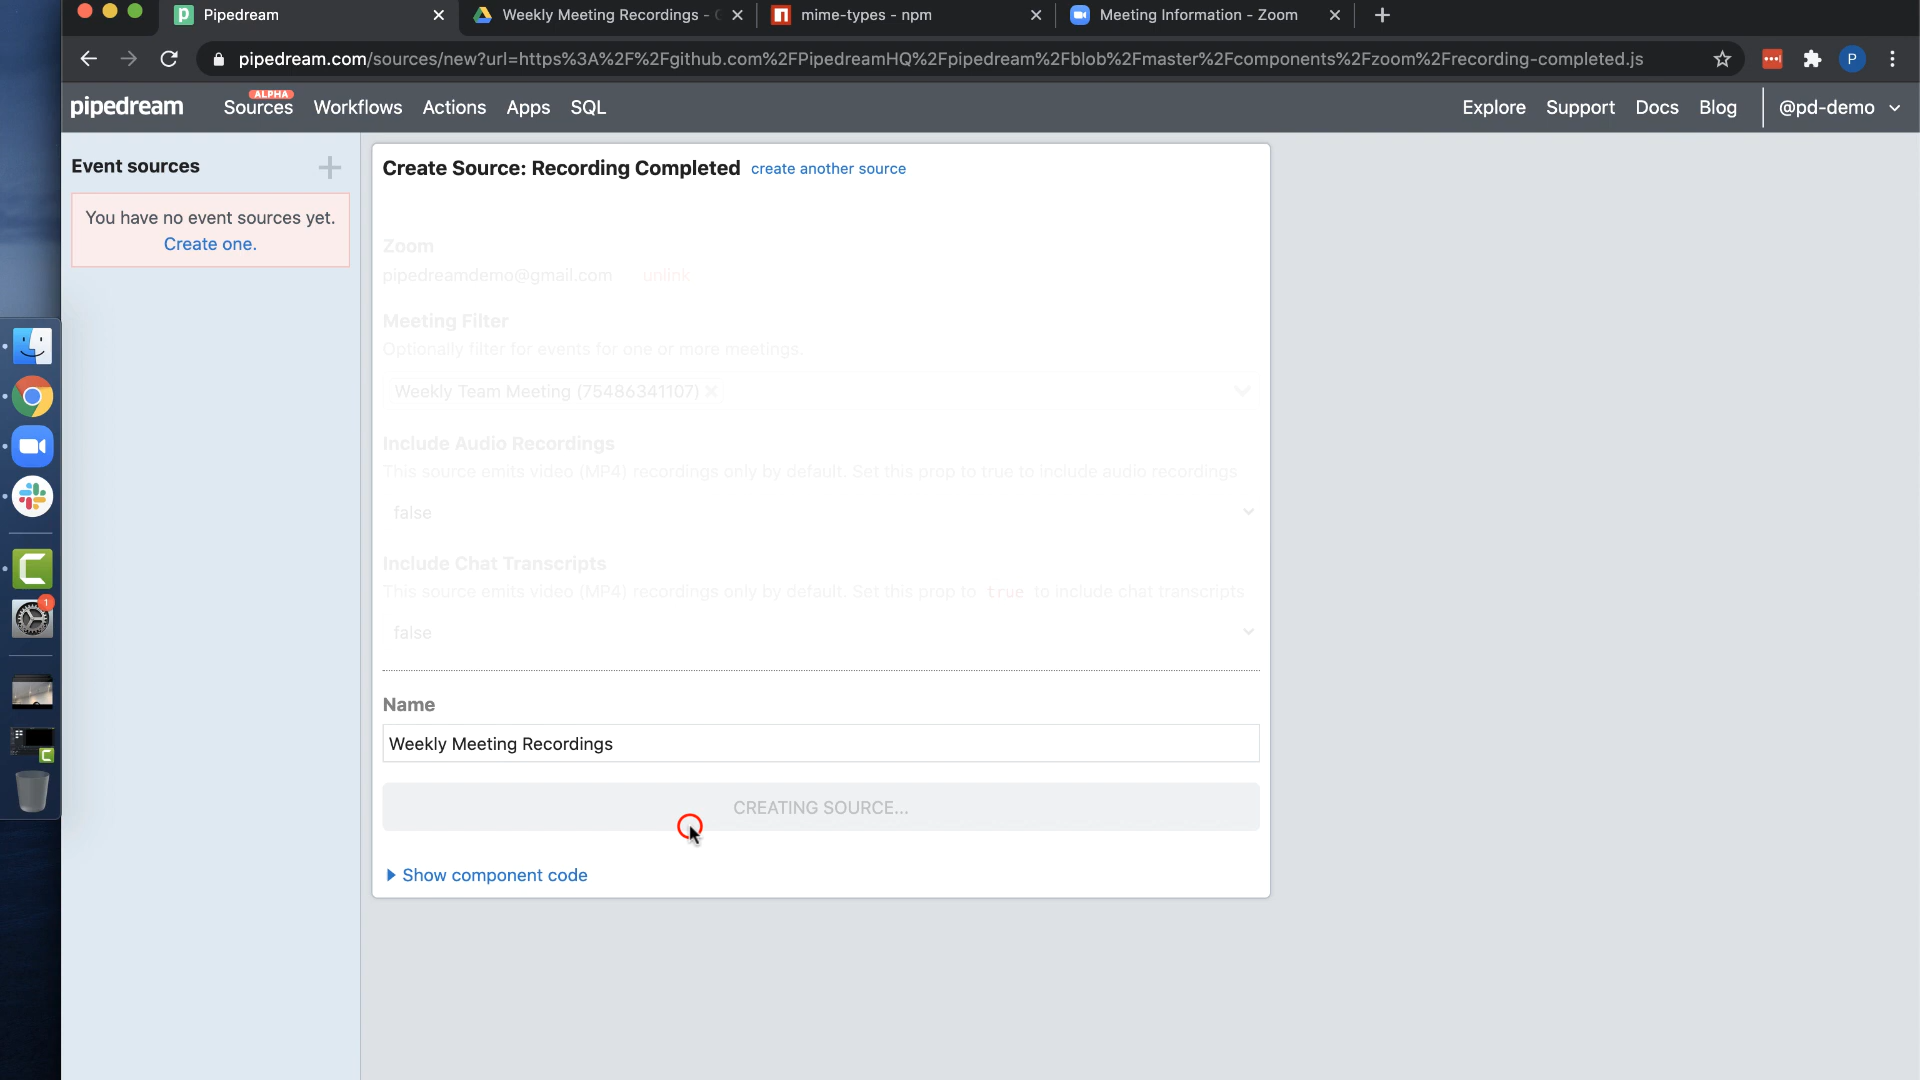 Pipedream
Weekly Meeting Recordings -
mime-types - npm
Meeting Information - Zoom
pipedream.com/sources/new?url=https%3A%2F%2Fgithub.com%2FPipedreamHQ%2Fpipedream%2Fblob%2Fmaster%2Fcomponents%2Fzoom%2Frecording-completed.js
P
pipedream
ALPHA
Sources
Workflows
Actions
Apps
SQL
Explore
Support
Docs
Blog
@pd-demo
Event sources
You have no event sources yet.
Create one.
Create Source: Recording Completed create another source
Zoom
pipedreamdemo@gmail.com unlink
Meeting Filter
Optionally filter for events for one or more meetings.
Weekly Team Meeting (75486341107)
Include Audio Recordings
This source emits video (MP4) recordings only by default. Set this prop to true to include audio recordings
false
Include Chat Transcripts
This source emits video (MP4) recordings only by default. Set this prop to true to include chat transcripts
false
Name
Weekly Meeting Recordings
CREATING SOURCE...
Show component code
1